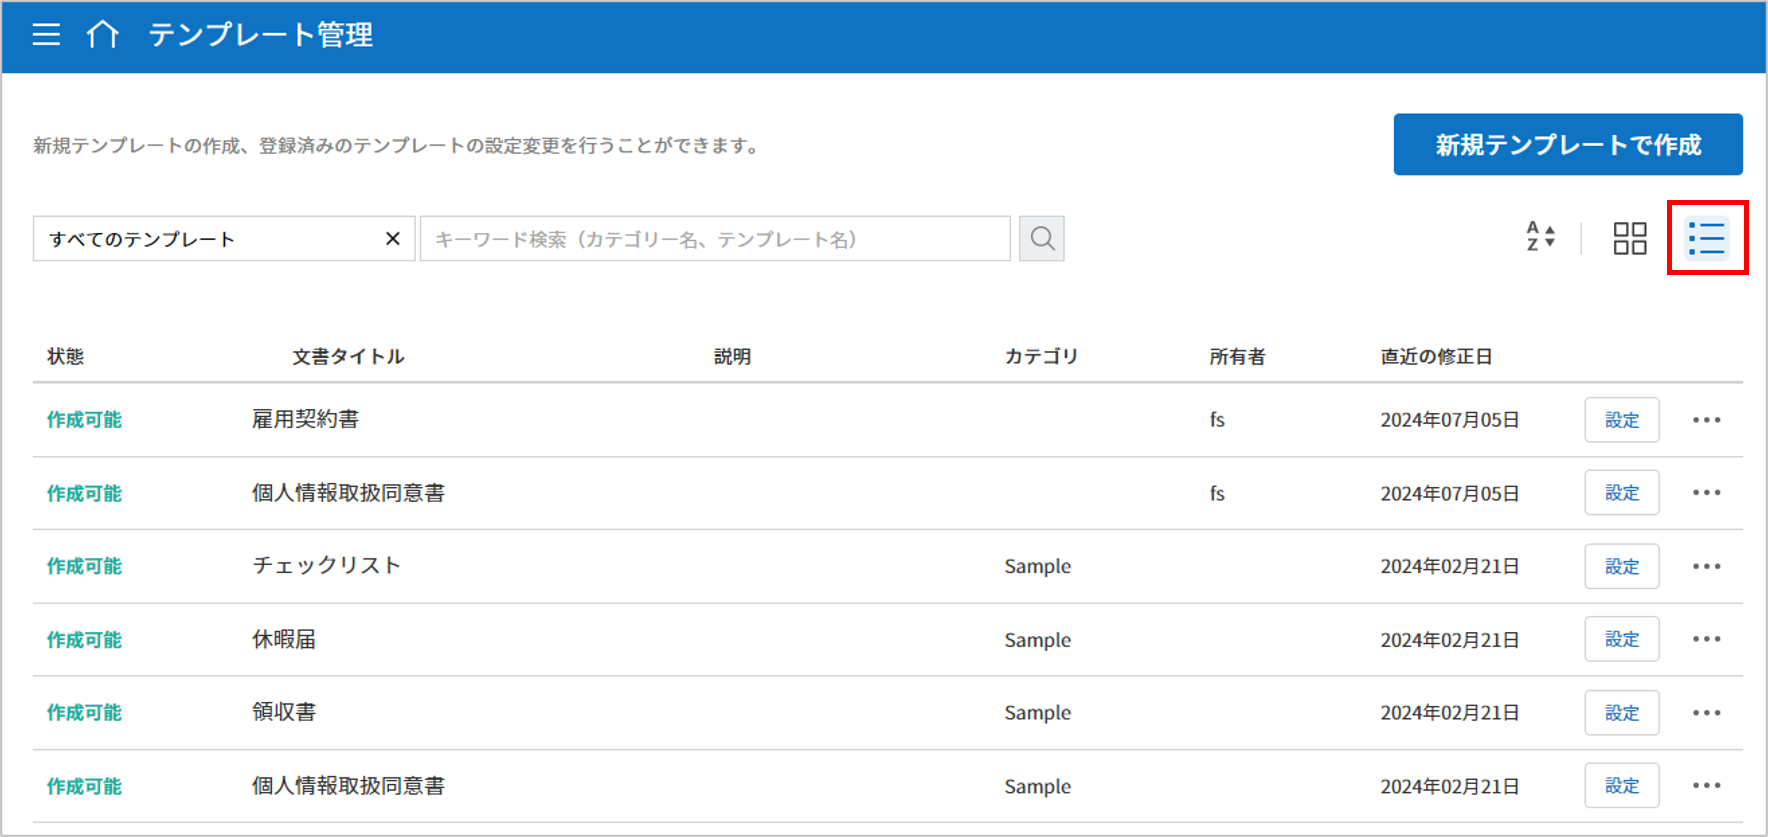 テンプレート管理
新規テンプレートの作成、登録済みのテンプレートの設定変更を行うことができます。
新規テンプレートで作成
すべてのテンプレート キーワード検索（カテゴリー名、テンプレート名） A Z
状態 文書タイトル 説明 カテゴリ 所有者 直近の修正日
作成可能 雇用契約書 fs 2024年07月05日 設定
作成可能 個人情報取扱同意書 fs 2024年07月05日 設定
作成可能 チェックリスト Sample 2024年02月21日 設定
作成可能 休暇届 Sample 2024年02月21日 設定
作成可能 領収書 Sample 2024年02月21日 設定
作成可能 個人情報取扱同意書 Sample 2024年02月21日 設定